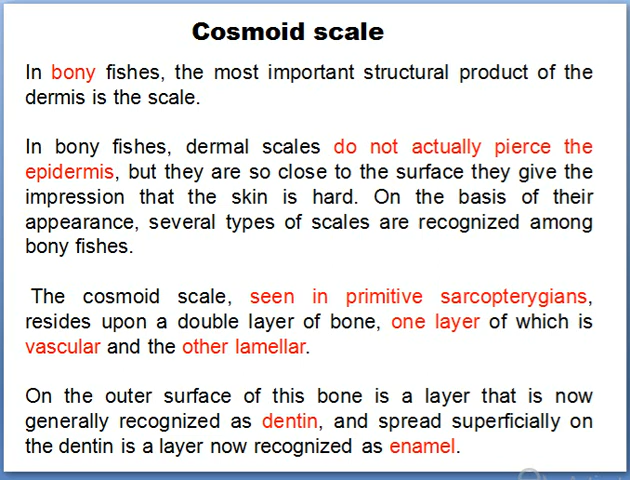 Cosmoid scale
In bony fishes, the most important structural product of the
dermis is the scale.
In bony fishes, dermal scales do not actually pierce the
epidermis, but they are so close to the surface they give the
impression that the skin is hard. On the basis of their
appearance, several types of scales are recognized among
bony fishes.
The cosmoid scale, seen in primitive sarcopterygians,
resides upon a double layer of bone, one layer of which is
vascular and the other lamellar.
On the outer surface of this bone is a layer that is now
generally recognized as dentin, and spread superficially on
the dentin is a layer now recognized as enamel.